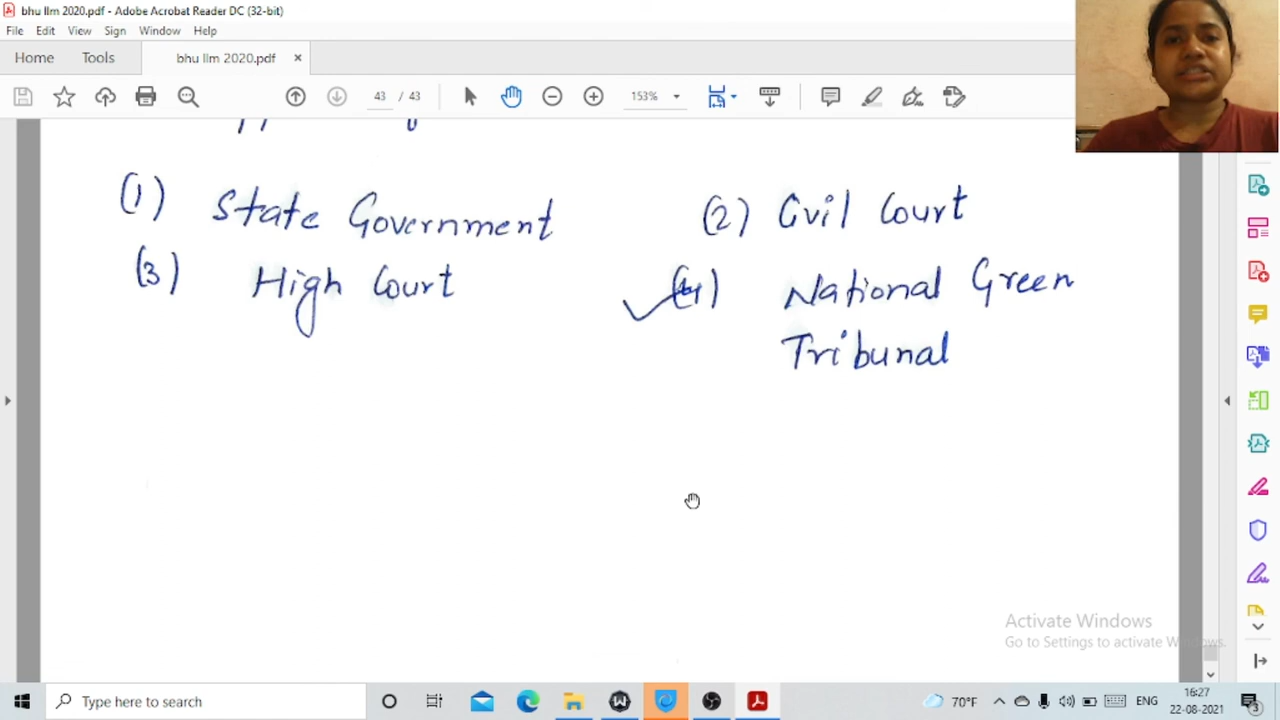 bhu llm 2020.pdf - Adobe Acrobat Reader DC (32-bit)
File Edit View Sign Window Help
Home Tools bhu llm 2020.pdf
43 / 43 153%
(1) State Government (2) Civil Court
(3) High Court (4) National Green
Tribunal
Activate Windows
Go to Settings to activate Windows.
Type here to search
70°F ENG 16:27
22-08-2021
3